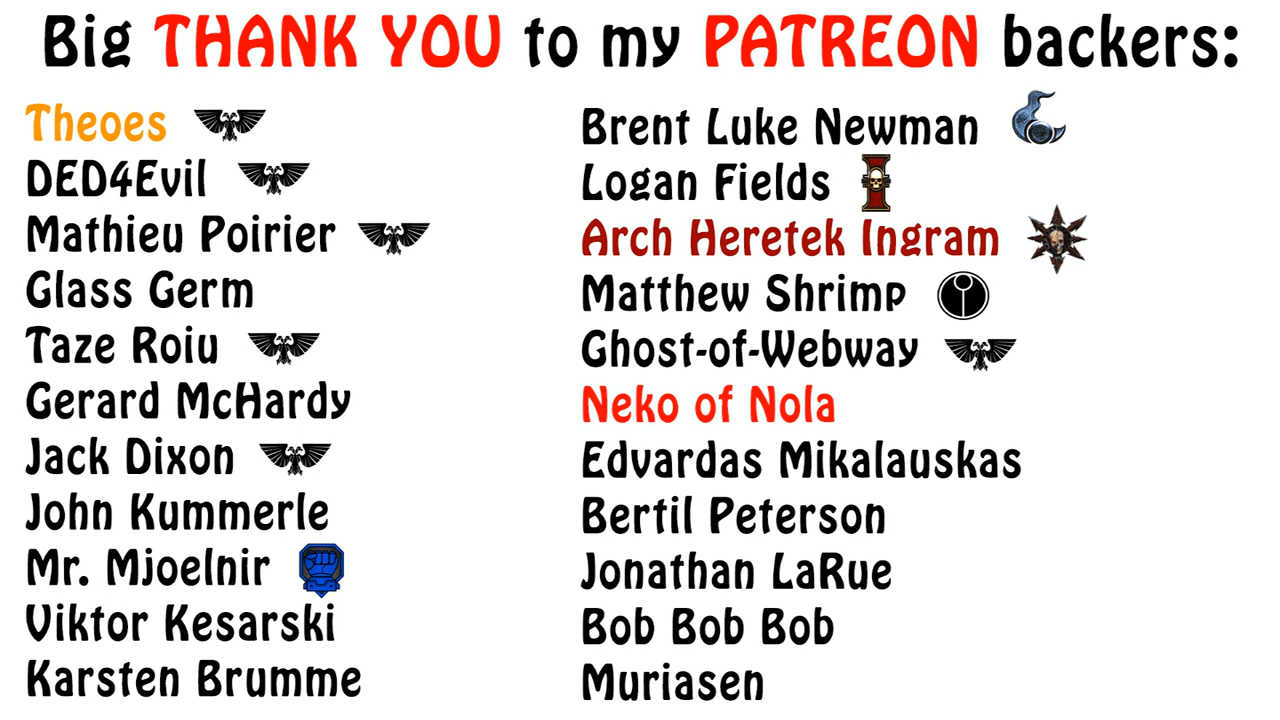 Big THANK YOU to my PATREON backers:
Theoes
DED4Evil
Mathieu Poirier
Glass Germ
Taze Roiu
Gerard McHardy
Jack Dixon
John Kummerle
Mr. Mjoelnir
Viktor Kesarski
Karsten Brumme
Brent Luke Newman
Logan Fields
Arch Heretek Ingram
Matthew Shrimp
Ghost-of-Webway
Neko of Nola
Edvardas Mikalauskas
Bertil Peterson
Jonathan LaRue
Bob Bob Bob
Muriasen